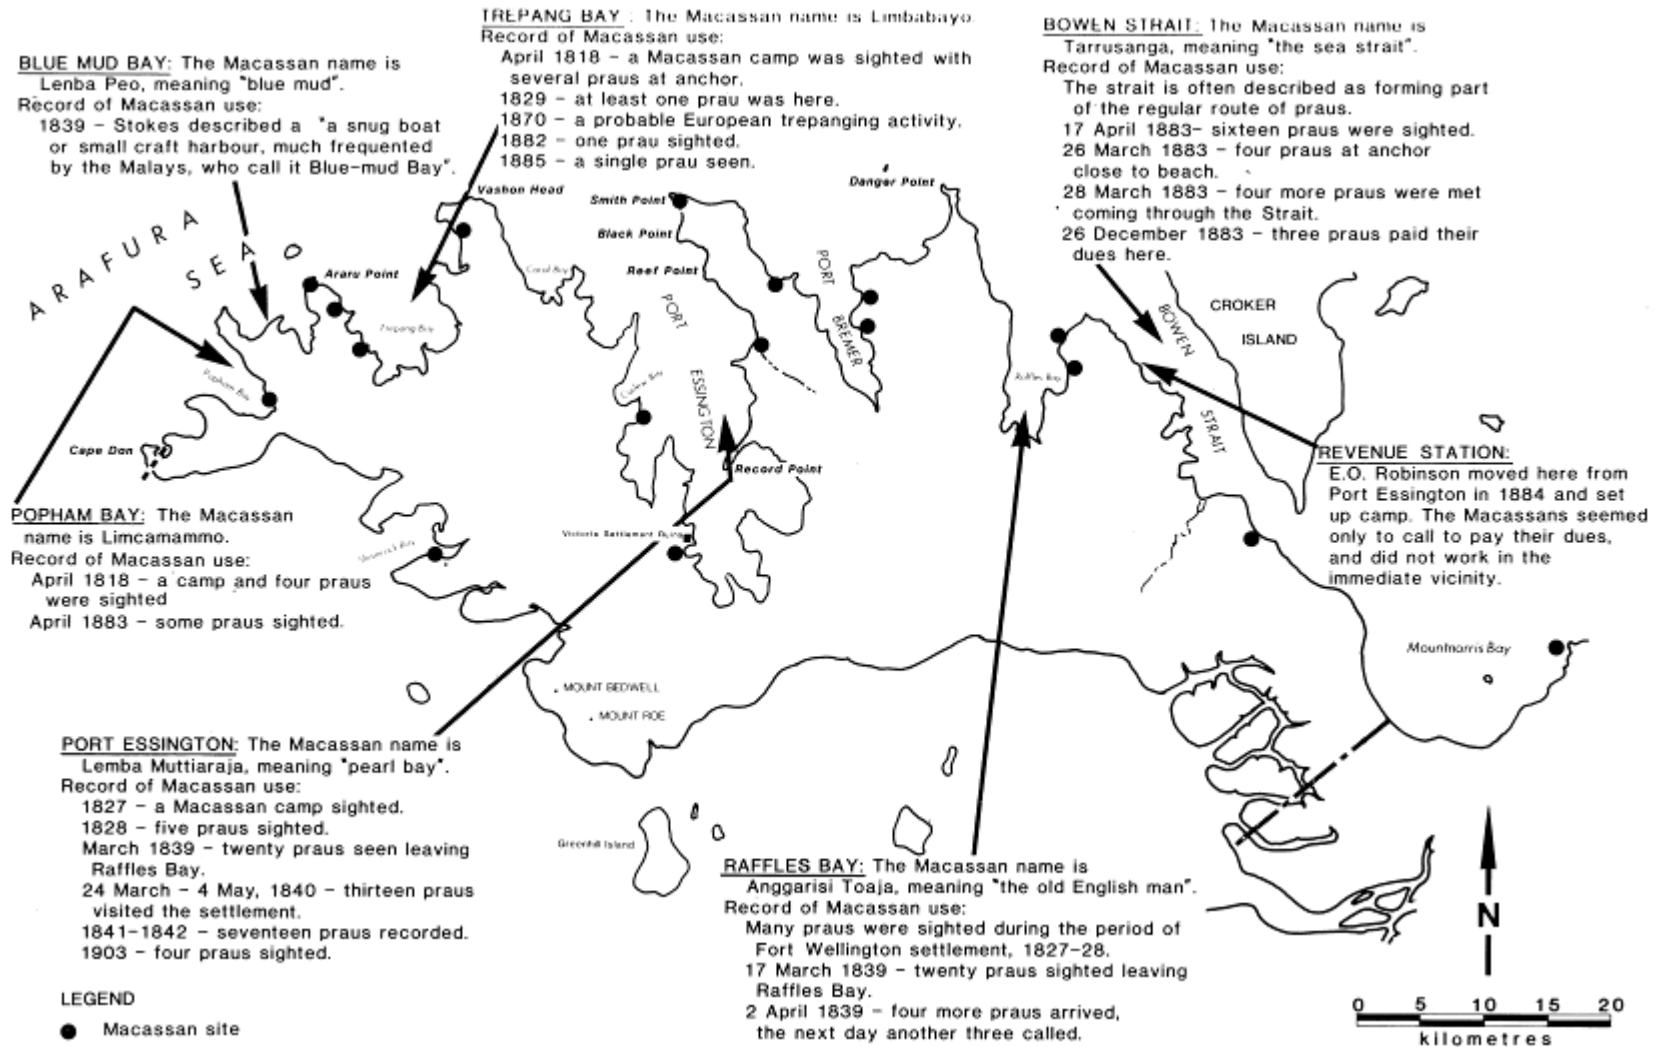 TREPANG BAY : The Macassan name is Limbabayo.
Record of Macassan use:
April 1818 - a Macassan camp was sighted with
several praus at anchor.
1829 - at least one prau was here.
1870 - a probable European trepanging activity.
1882 - one prau sighted.
1885 - a single prau seen.
BOWEN STRAIT: The Macassan name is
Tarrusanga, meaning "the sea strait".
Record of Macassan use:
The strait is often described as forming part
of the regular route of praus.
17 April 1883- sixteen praus were sighted.
26 March 1883 - four praus at anchor
close to beach.
28 March 1883 - four more praus were met
coming through the Strait.
26 December 1883 - three praus paid their
dues here.
BLUE MUD BAY: The Macassan name is
Lenba Peo, meaning "blue mud".
Record of Macassan use:
1839 - Stokes described a "a snug boat
or small craft harbour, much frequented
by the Malays, who call it Blue-mud Bay".
ARAFURA
SEA
Vashon Head
Smith Point
Black Point
Reef Point
Danger Point
Araru Point
Trepang Bay
Coral Bay
PORT
ESSINGTON
PORT
BREMER
BOWEN
STRAIT
CROKER
ISLAND
Raffles Bay
Popham Bay
Cape Don
Record Point
Victoria Settlement Ruins
REVENUE STATION:
E.O. Robinson moved here from
Port Essington in 1884 and set
up camp. The Macassans seemed
only to call to pay their dues,
and did not work in the
immediate vicinity.
POPHAM BAY: The Macassan
name is Limcamammo.
Record of Macassan use:
April 1818 - a camp and four praus
were sighted
April 1883 - some praus sighted.
Mountnorris Bay
MOUNT BEDWELL
MOUNT ROE
Greenhill Island
PORT ESSINGTON: The Macassan name is
Lemba Muttiaraja, meaning "pearl bay".
Record of Macassan use:
1827 - a Macassan camp sighted.
1828 - five praus sighted.
March 1839 - twenty praus seen leaving
Raffles Bay.
24 March - 4 May, 1840 - thirteen praus
visited the settlement.
1841-1842 - seventeen praus recorded.
1903 - four praus sighted.
RAFFLES BAY: The Macassan name is
Anggarisi Toaja, meaning "the old English man".
Record of Macassan use:
Many praus were sighted during the period of
Fort Wellington settlement, 1827-28.
17 March 1839 - twenty praus sighted leaving
Raffles Bay.
2 April 1839 - four more praus arrived,
the next day another three called.
LEGEND
Macassan site
N
0 5 10 15 20
kilometres